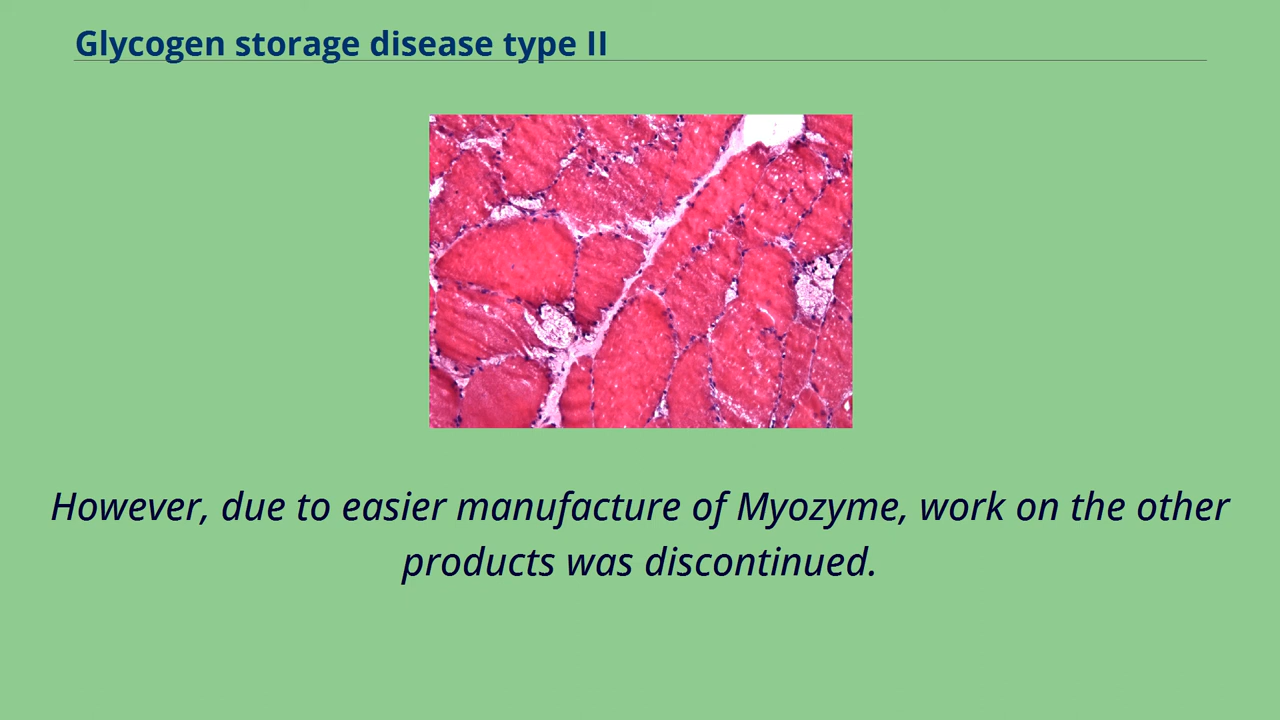 Glycogen storage disease type II
However, due to easier manufacture of Myozyme, work on the other
products was discontinued.